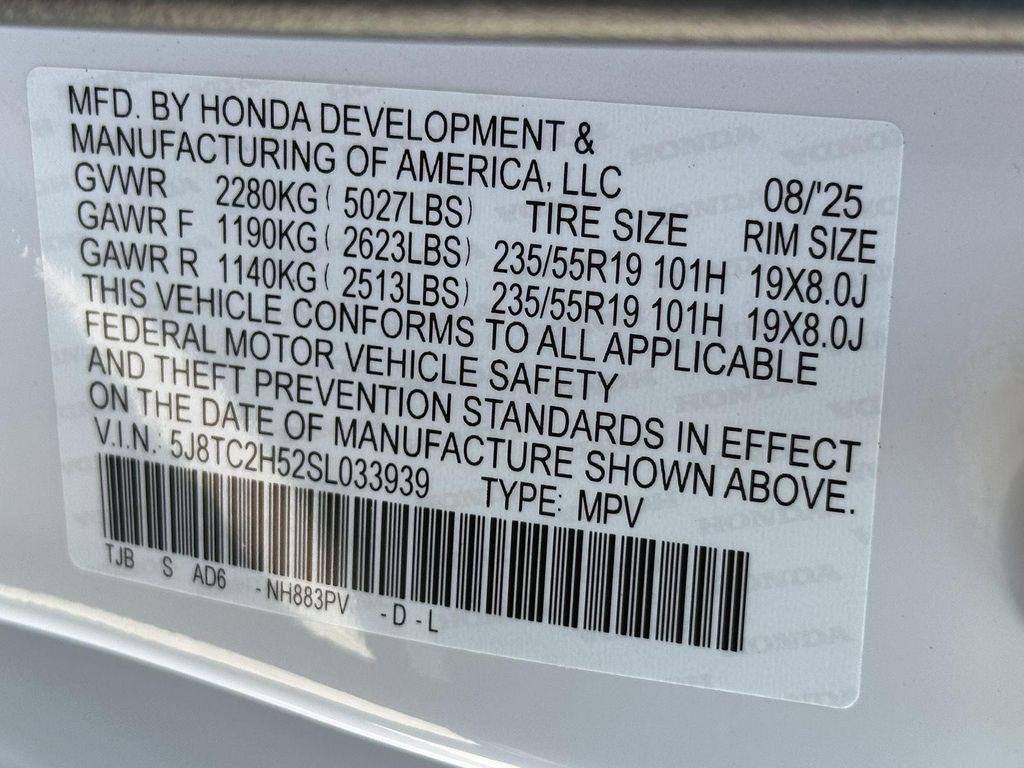 MFD. BY HONDA DEVELOPMENT &
MANUFACTURING OF AMERICA, LLC 08/'25
GVWR 2280KG ( 5027LBS) TIRE SIZE RIM SIZE
GAWR F 1190KG ( 2623LBS) 235/55R19 101H 19X8.0J
GAWR R 1140KG ( 2513LBS) 235/55R19 101H 19X8.0J
THIS VEHICLE CONFORMS TO ALL APPLICABLE
FEDERAL MOTOR VEHICLE SAFETY
AND THEFT PREVENTION STANDARDS IN EFFECT
ON THE DATE OF MANUFACTURE SHOWN ABOVE.
V.I.N.: 5J8TC2H52SL033939 TYPE: MPV
TJB S AD6 -NH883PV -D-L